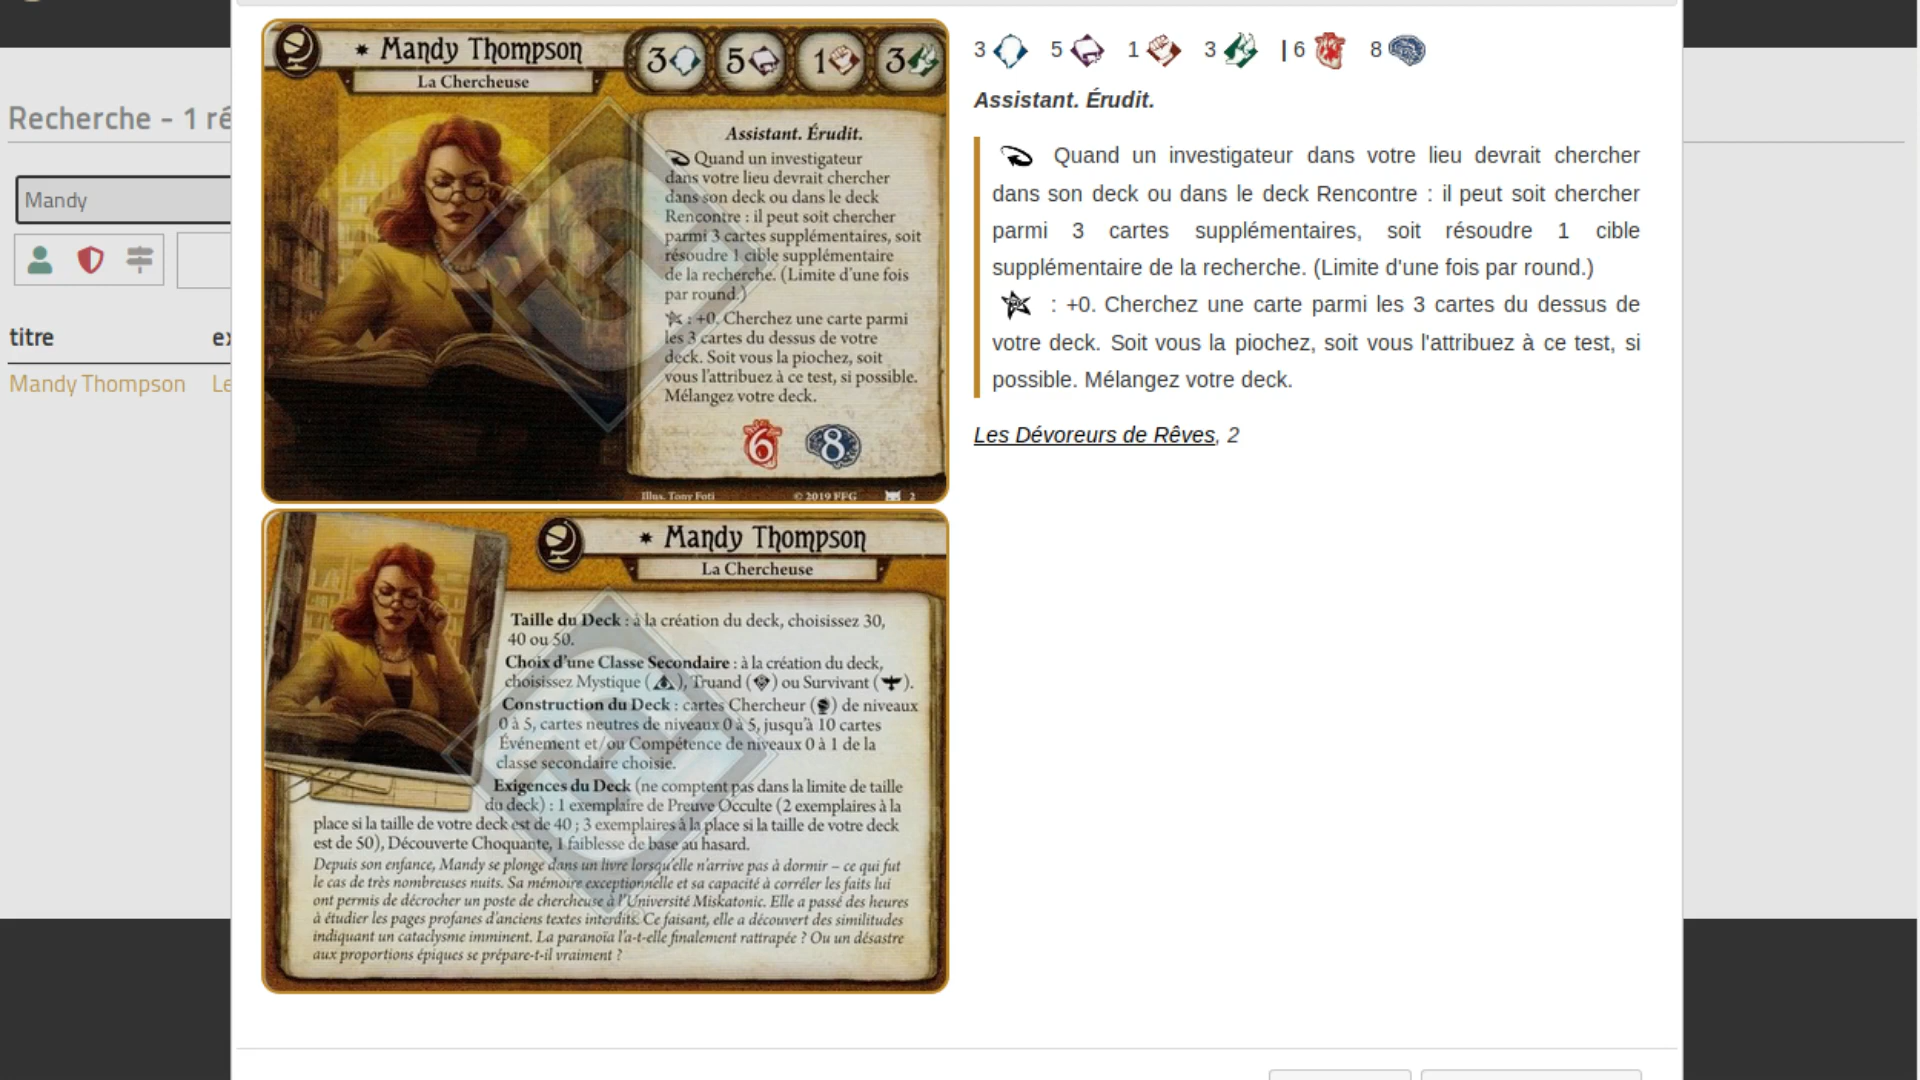 Recherche - 1 ré
Mandy
titre
ex
Mandy Thompson
Le
Mandy Thompson
La Chercheuse
3 5 1 3
Assistant. Érudit.
Quand un investigateur
dans votre lieu devrait chercher
dans son deck ou dans le deck
Rencontre : il peut soit chercher
parmi 3 cartes supplémentaires, soit
résoudre 1 cible supplémentaire
de la recherche. (Limite d'une fois
par round.)
: +0. Cherchez une carte parmi
les 3 cartes du dessus de votre
deck. Soit vous la piochez, soit
vous l'attribuez à ce test, si possible.
Mélangez votre deck.
6 8
Illus. Tony Foti © 2019 FFG 2
Mandy Thompson
La Chercheuse
Taille du Deck : à la création du deck, choisissez 30,
40 ou 50.
Choix d'une Classe Secondaire : à la création du deck,
choisissez Mystique ( ), Truand ( ) ou Survivant ( ).
Construction du Deck : cartes Chercheur ( ) de niveaux
0 à 5, cartes neutres de niveaux 0 à 5, jusqu'à 10 cartes
Événement et/ou Compétence de niveaux 0 à 1 de la
classe secondaire choisie.
Exigences du Deck (ne comptent pas dans la limite de taille
du deck) : 1 exemplaire de Preuve Occulte (2 exemplaires à la
place si la taille de votre deck est de 40 ; 3 exemplaires à la place si la taille de votre deck
est de 50), Découverte Choquante, 1 faiblesse de base au hasard.
Depuis son enfance, Mandy se plonge dans un livre lorsqu'elle n'arrive pas à dormir – ce qui fut
le cas de très nombreuses nuits. Sa mémoire exceptionnelle et sa capacité à corréler les faits lui
ont permis de décrocher un poste de chercheuse à l'Université Miskatonic. Elle a passé des heures
à étudier les pages profanes d'anciens textes interdits. Ce faisant, elle a découvert des similitudes
indiquant un cataclysme imminent. La paranoïa l'a-t-elle finalement rattrapée ? Ou un désastre
aux proportions épiques se prépare-t-il vraiment ?
3 5 1 3 | 6 8
Assistant. Érudit.
Quand un investigateur dans votre lieu devrait chercher
dans son deck ou dans le deck Rencontre : il peut soit chercher
parmi 3 cartes supplémentaires, soit résoudre 1 cible
supplémentaire de la recherche. (Limite d'une fois par round.)
: +0. Cherchez une carte parmi les 3 cartes du dessus de
votre deck. Soit vous la piochez, soit vous l'attribuez à ce test, si
possible. Mélangez votre deck.
Les Dévoreurs de Rêves, 2